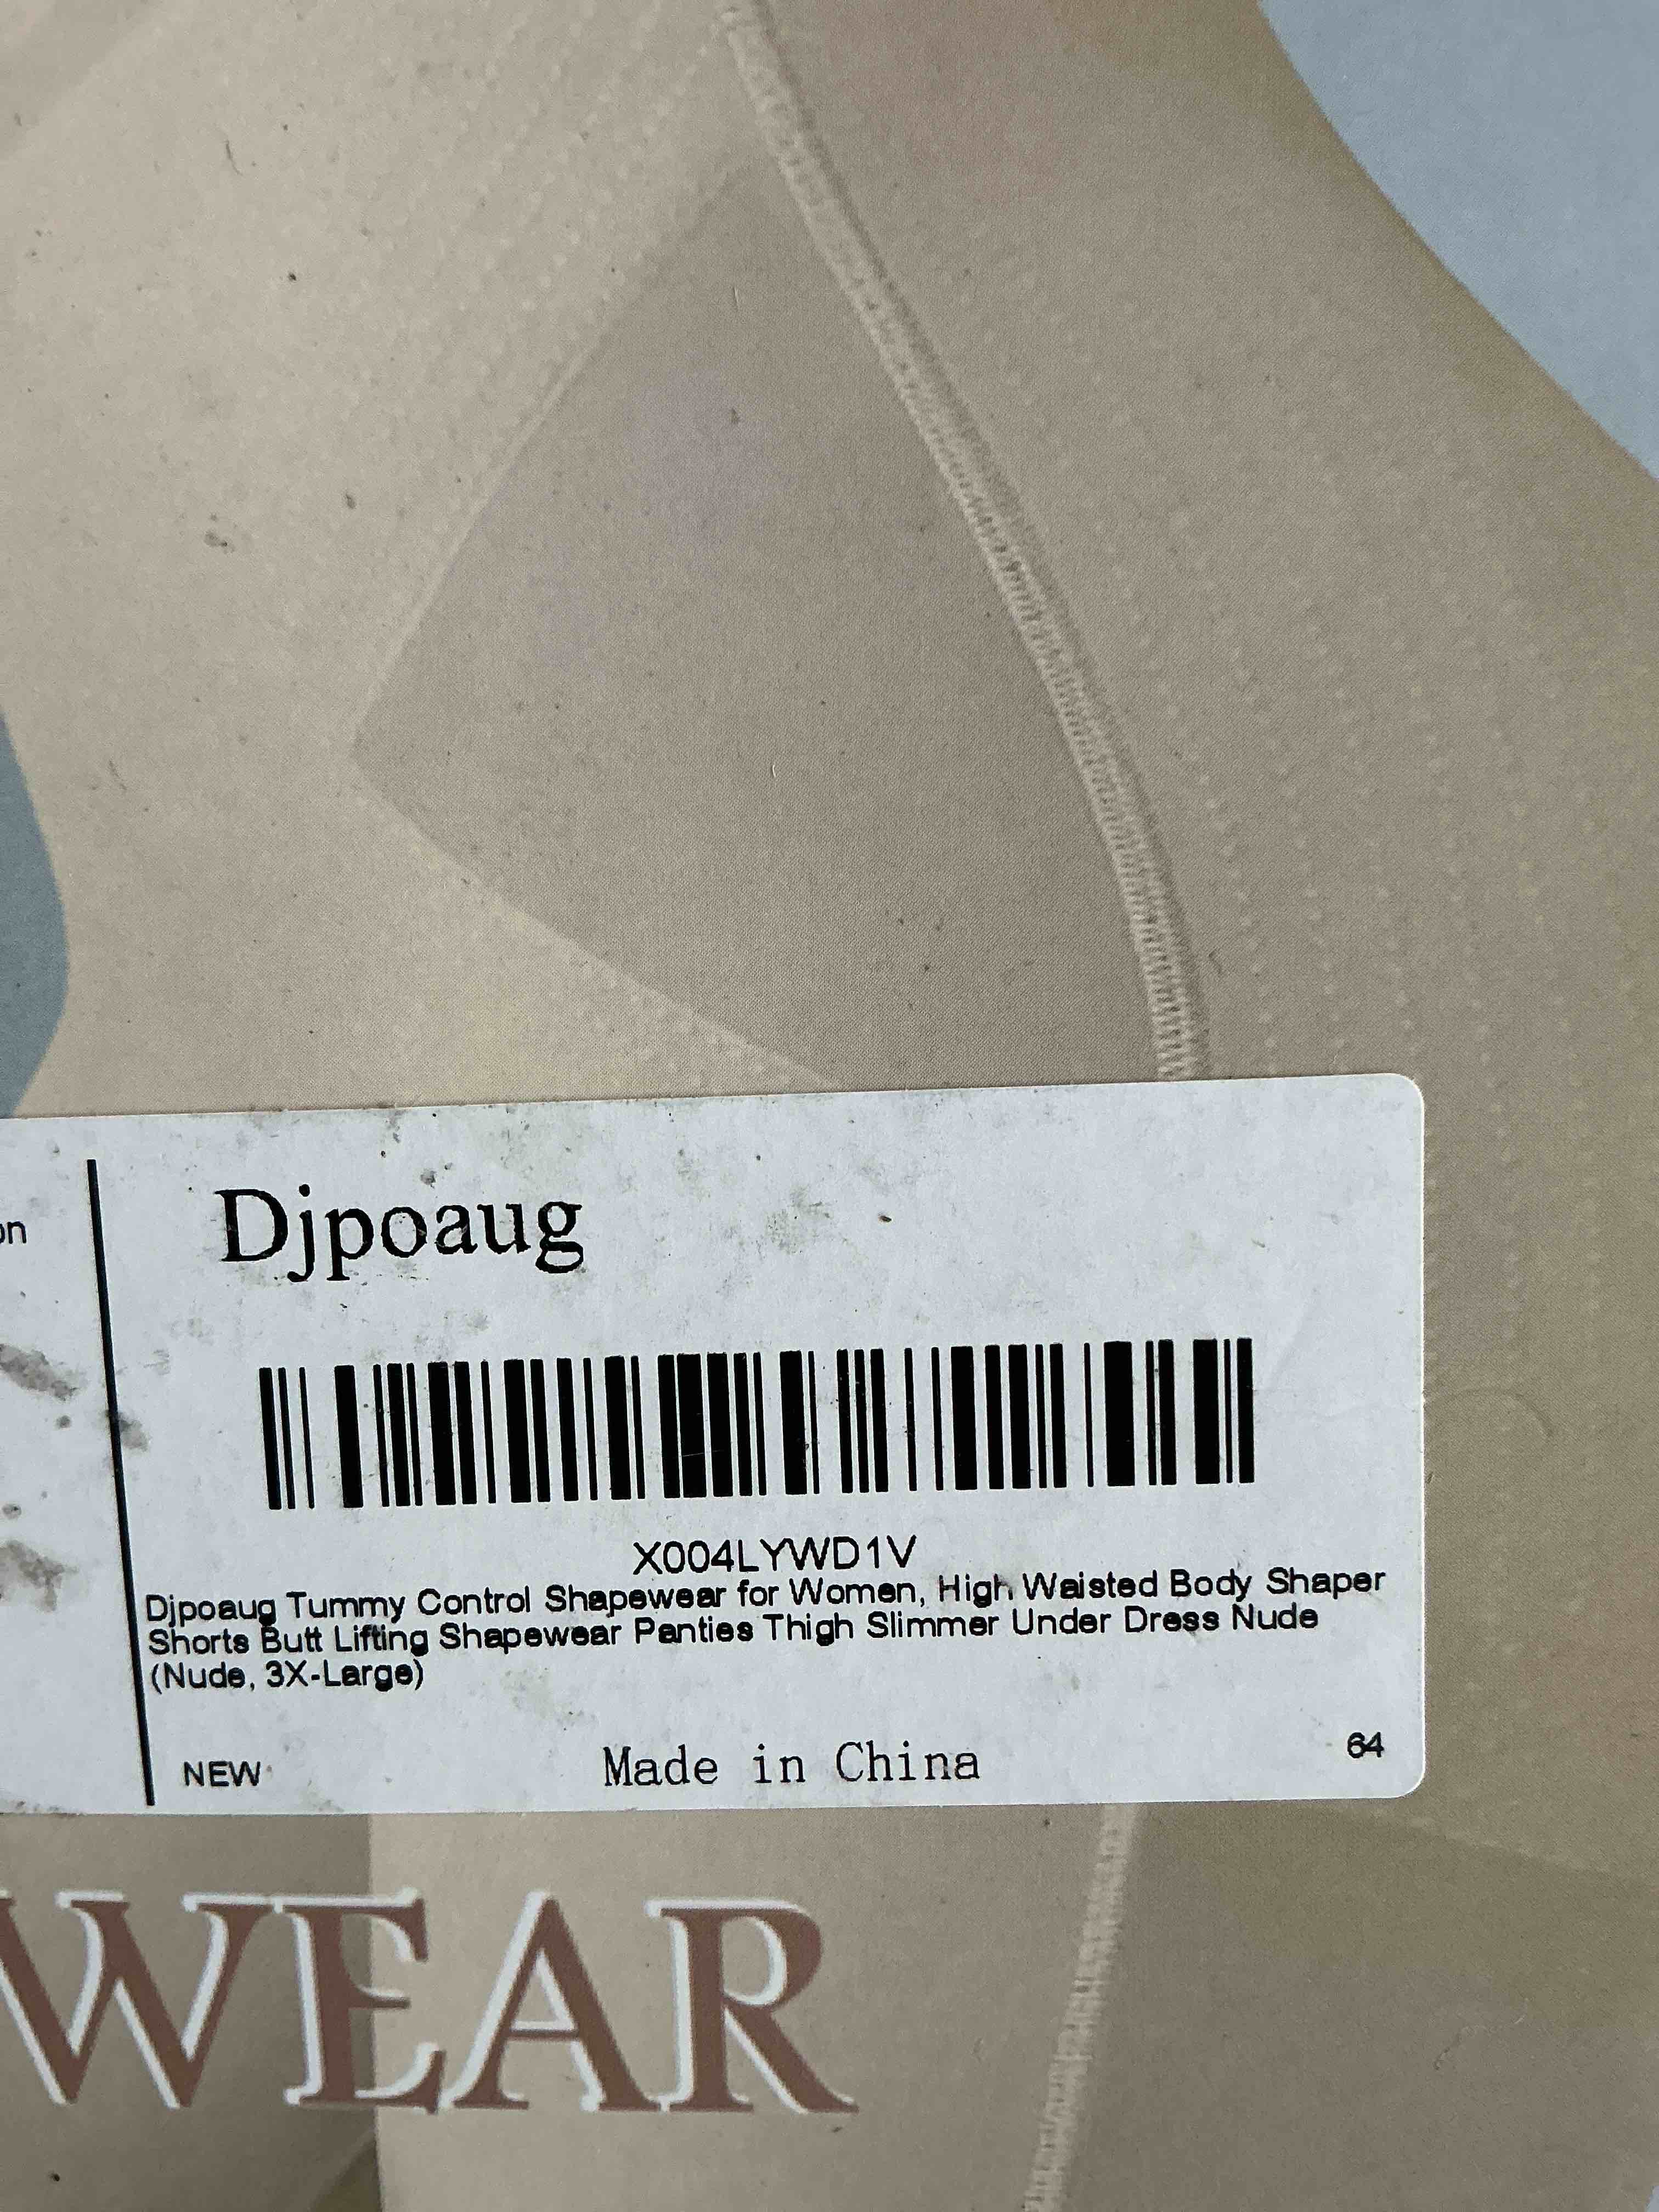 on
Djpoaug
X004LYWD1V
Djpoaug Tummy Control Shapewear for Women, High Waisted Body Shaper
Shorts Butt Lifting Shapewear Panties Thigh Slimmer Under Dress Nude
(Nude, 3X-Large)
NEW
Made in China
64
WEAR